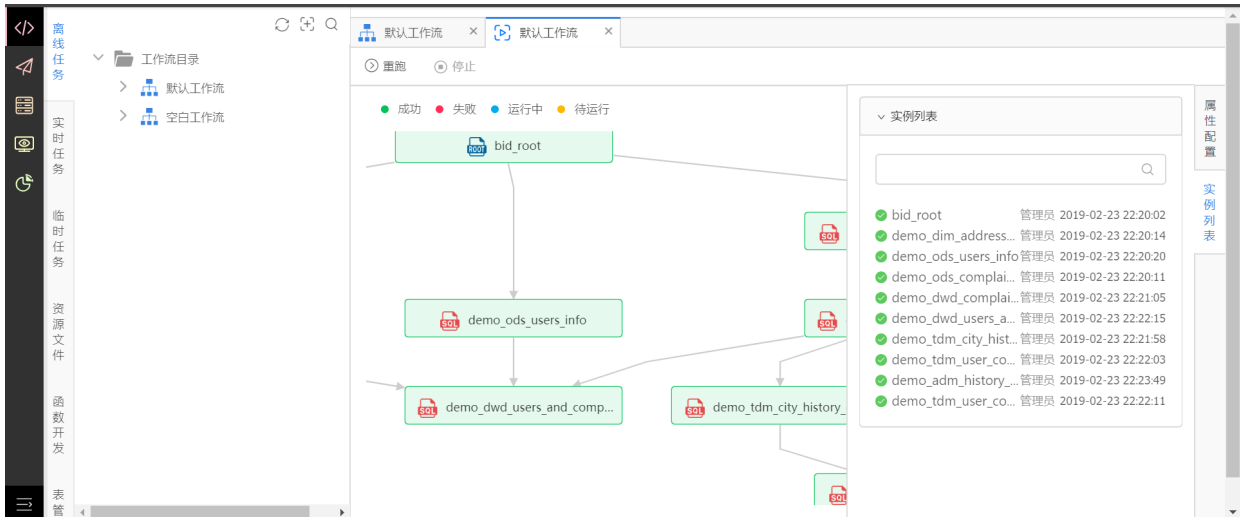 离线任务
实时任务
临时任务
资源文件
函数开发
表管
工作流目录
默认工作流
空白工作流
默认工作流
默认工作流
重跑
停止
成功 失败 运行中 待运行
ROOT bid_root
SQL
SQL demo_ods_users_info
SQL
SQL demo_dwd_users_and_comp...
SQL demo_tdm_city_history_
SQL
实例列表
bid_root 管理员 2019-02-23 22:20:02
demo_dim_address... 管理员 2019-02-23 22:20:14
demo_ods_users_info 管理员 2019-02-23 22:20:20
demo_ods_complai... 管理员 2019-02-23 22:20:11
demo_dwd_complai... 管理员 2019-02-23 22:21:05
demo_dwd_users_a... 管理员 2019-02-23 22:22:15
demo_tdm_city_hist... 管理员 2019-02-23 22:21:58
demo_tdm_user_co... 管理员 2019-02-23 22:22:03
demo_adm_history_... 管理员 2019-02-23 22:23:49
demo_tdm_user_co... 管理员 2019-02-23 22:22:11
属性配置
实例列表